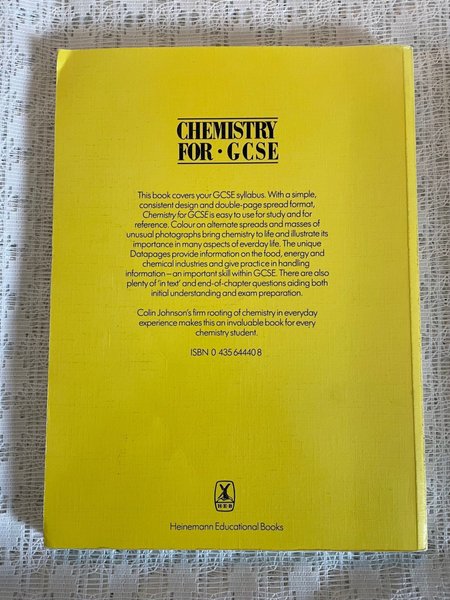 CHEMISTRY
FOR · GCSE
This book covers your GCSE syllabus. With a simple,
consistent design and double-page spread format,
Chemistry for GCSE is easy to use for study and for
reference. Colour on alternate spreads and masses of
unusual photographs bring chemistry to life and illustrate its
importance in many aspects of everday life. The unique
Datapages provide information on the food, energy
and chemical industries and give practice in handling
information – an important skill within GCSE. There are also
plenty of 'in text' and end-of-chapter questions aiding both
initial understanding and exam preparation.
Colin Johnson's firm rooting of chemistry in everyday
experience makes this an invaluable book for every
chemistry student.
ISBN 0 435 64440 8
H·E·B
Heinemann Educational Books